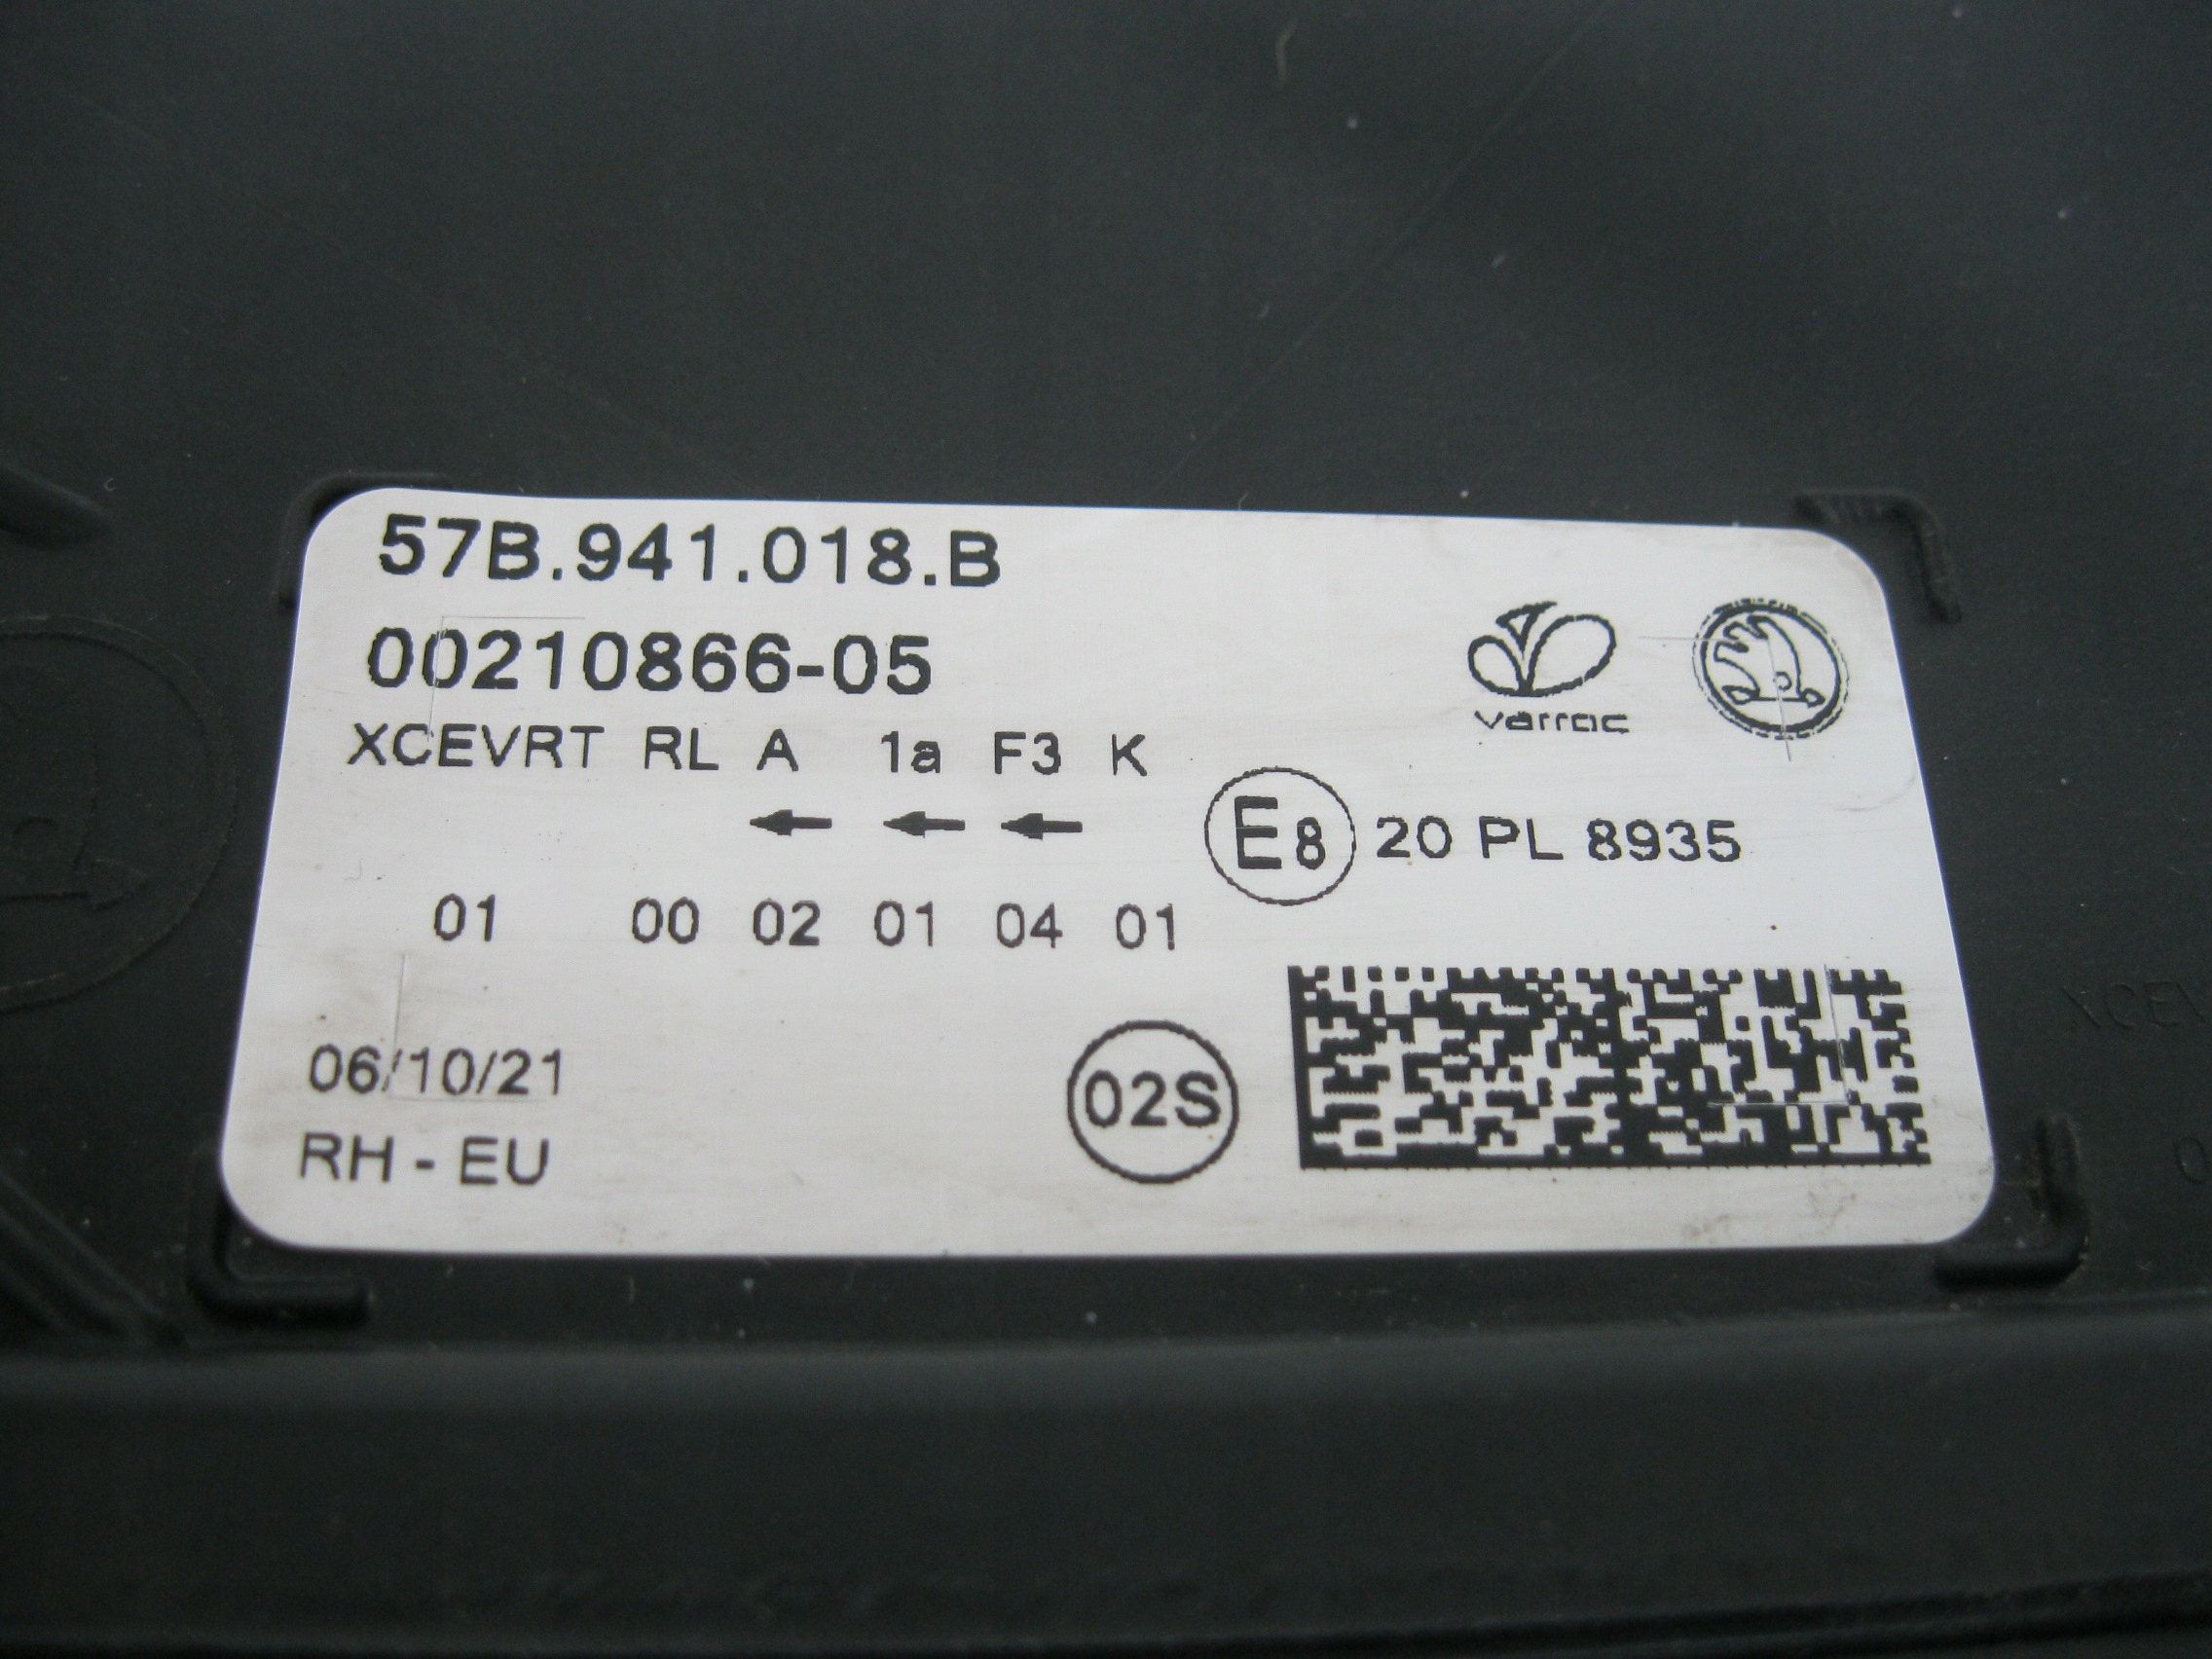 57B.941.018.B
00210866-05
varroc
XCEVRT RL A 1a F3 K
E8 20 PL 8935
01 00 02 01 04 01
06/10/21
02S
RH - EU
XCEV